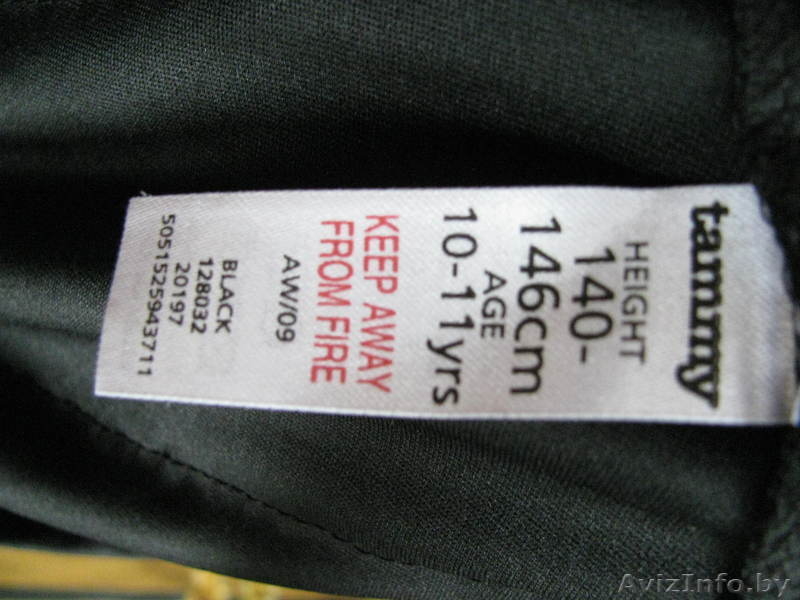 tammy
HEIGHT
140-
146cm
AGE
10-11yrs
KEEP AWAY
FROM FIRE
AW/09
BLACK
128032
20197
5051525943711
AvizInfo.by